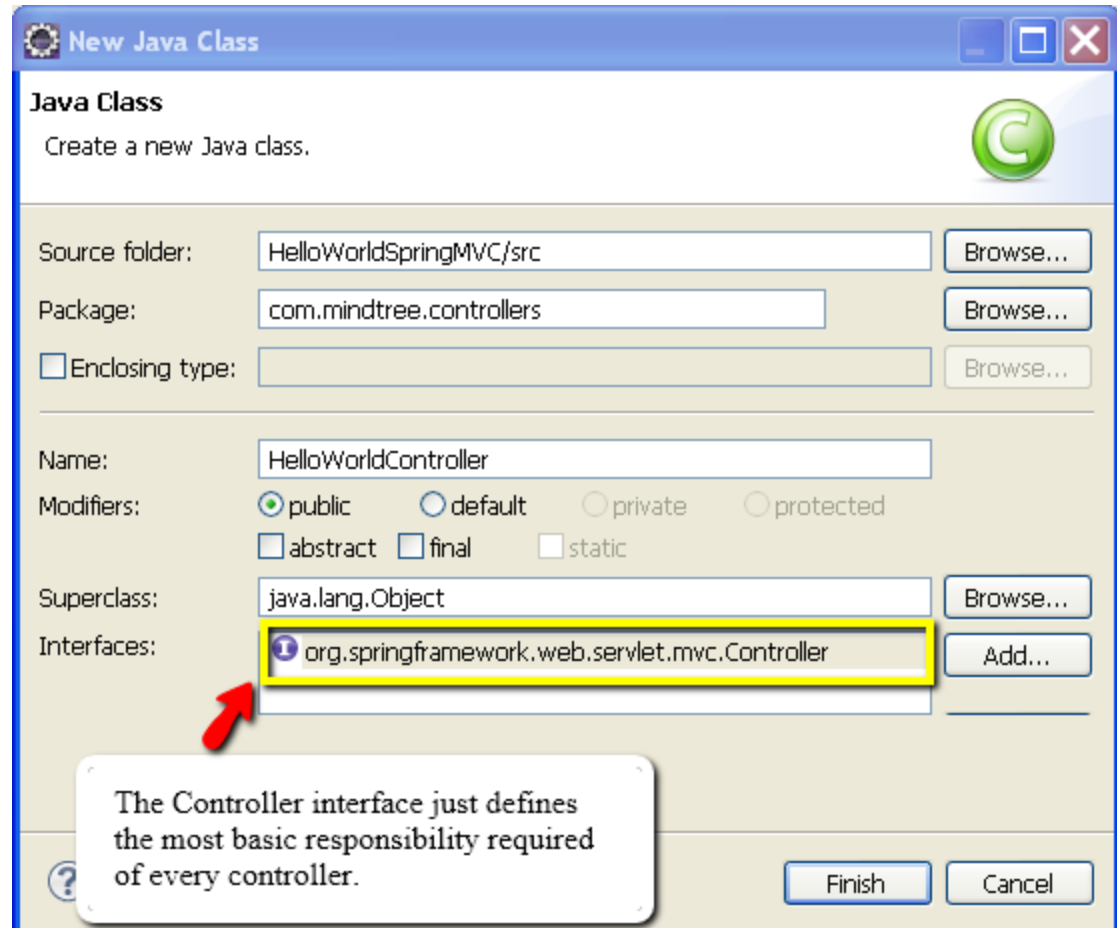 New Java Class
Java Class
Create a new Java class.
C
Source folder: HelloWorldSpringMVC/src Browse...
Package: com.mindtree.controllers Browse...
Enclosing type: Browse...
Name: HelloWorldController
Modifiers: public default private protected
abstract final static
Superclass: java.lang.Object Browse...
Interfaces: I org.springframework.web.servlet.mvc.Controller Add...
The Controller interface just defines
the most basic responsibility required
of every controller.
? Finish Cancel